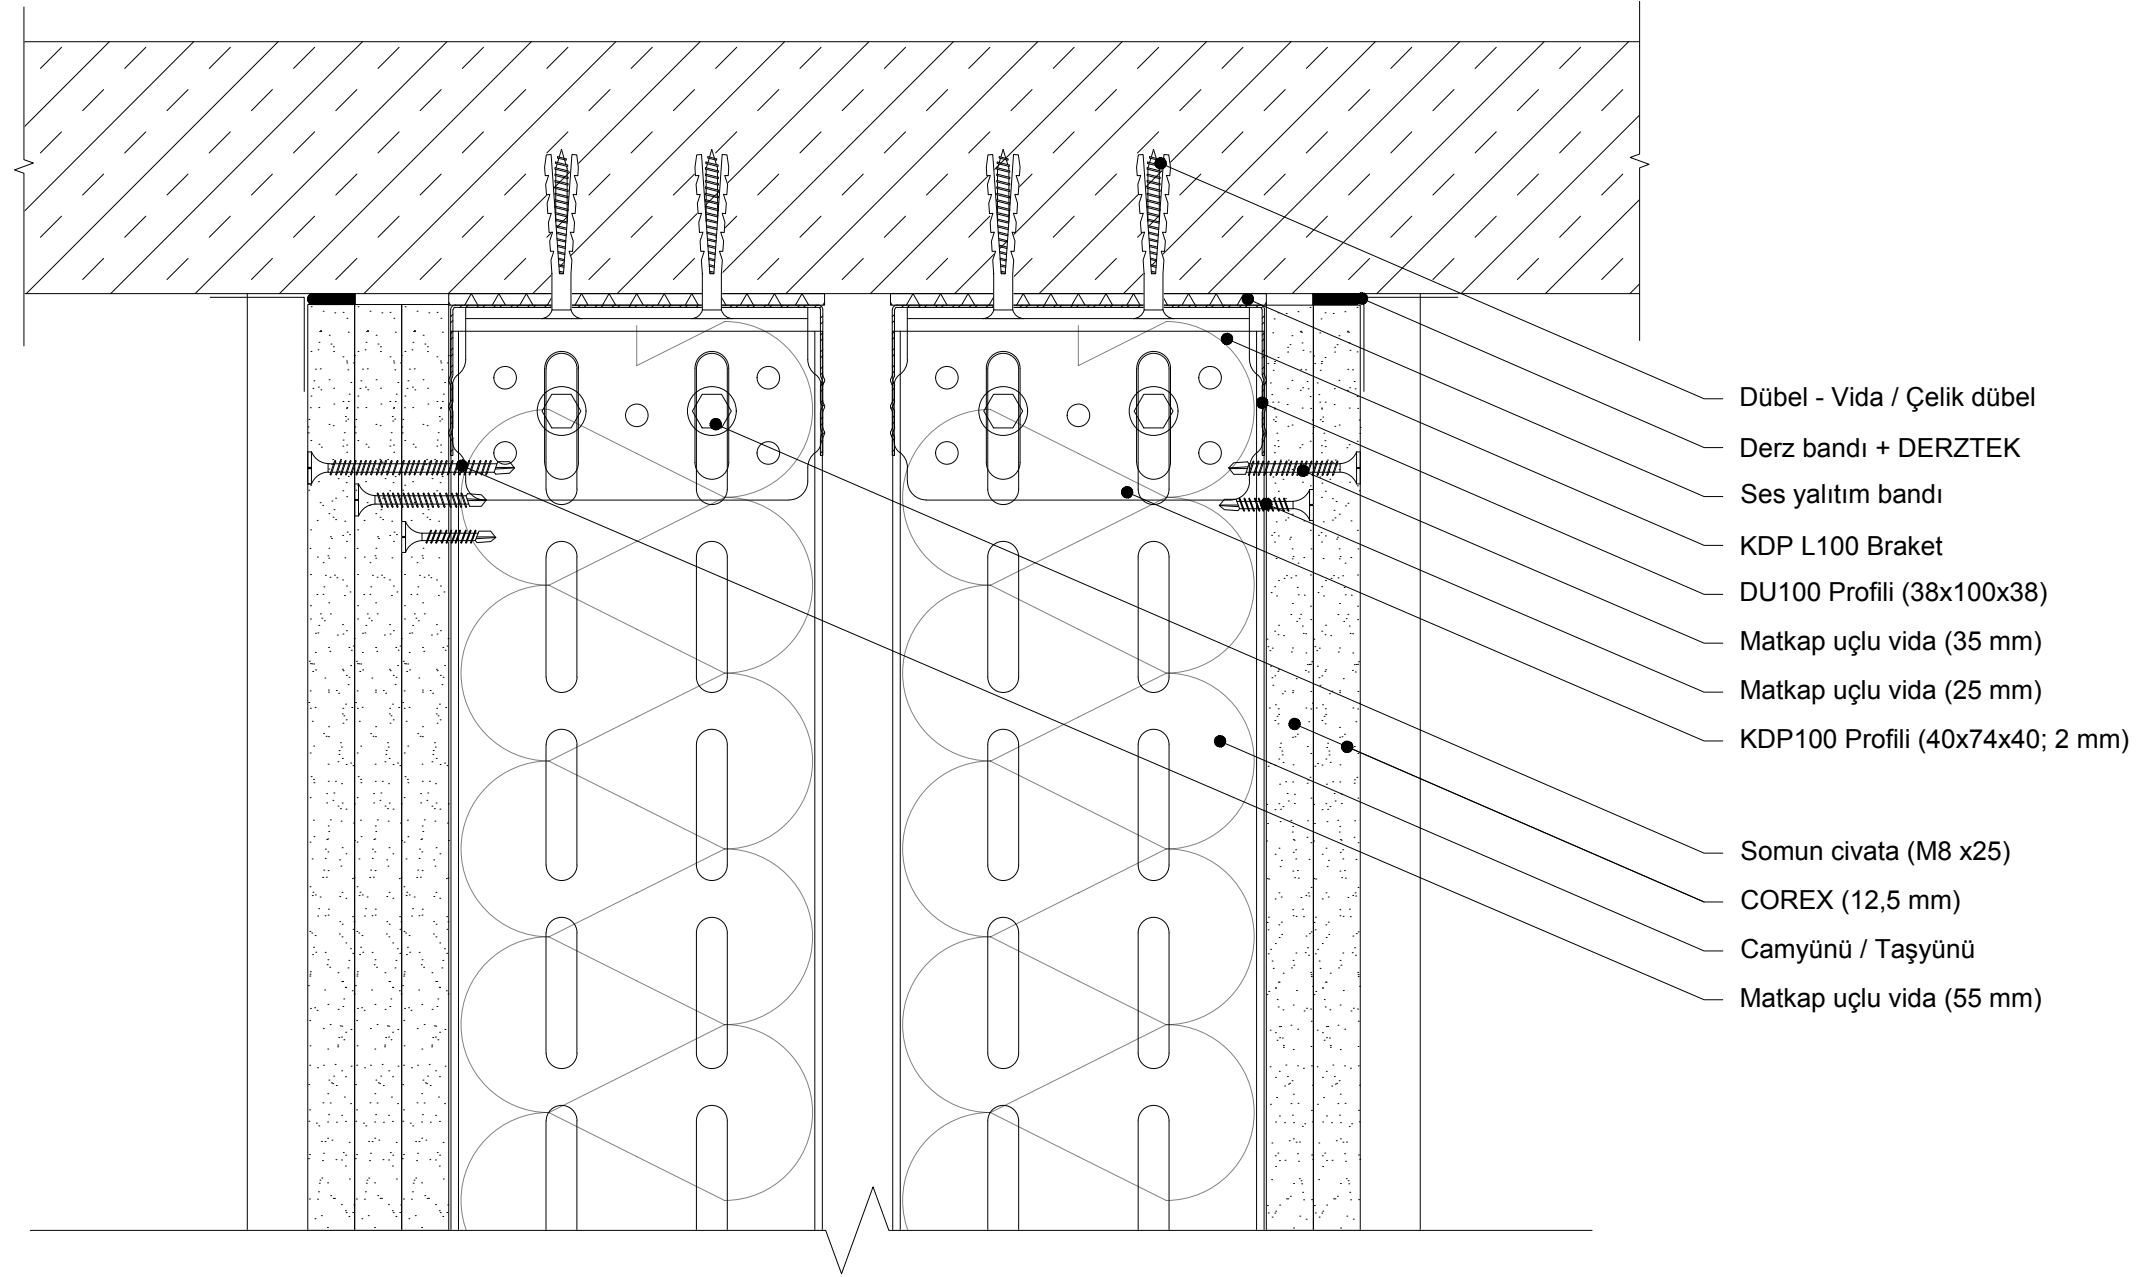 Dübel - Vida / Çelik dübel
Derz bandı + DERZTEK
Ses yalıtım bandı
KDP L100 Braket
DU100 Profili (38x100x38)
Matkap uçlu vida (35 mm)
Matkap uçlu vida (25 mm)
KDP100 Profili (40x74x40; 2 mm)
Somun civata (M8 x25)
COREX (12,5 mm)
Camyünü / Taşyünü
Matkap uçlu vida (55 mm)